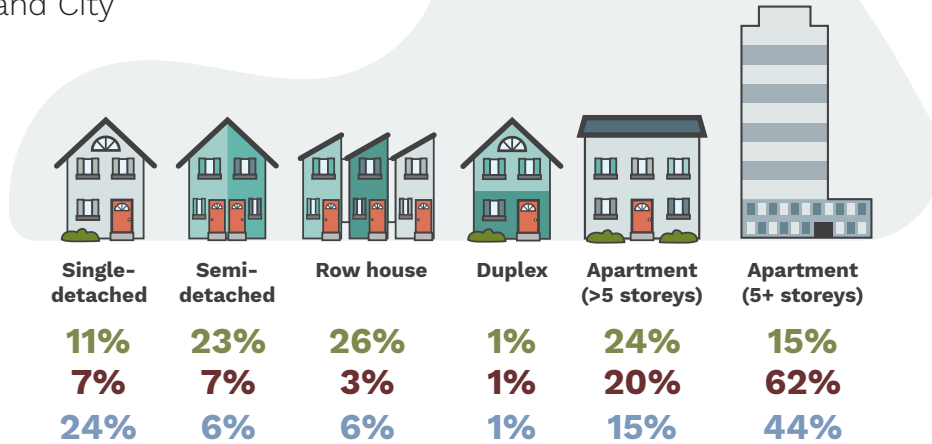 and City
Single-
detached
Semi-
detached
Row house
Duplex
Apartment
(>5 storeys)
Apartment
(5+ storeys)
11% 23% 26% 1% 24% 15%
7% 7% 3% 1% 20% 62%
24% 6% 6% 1% 15% 44%